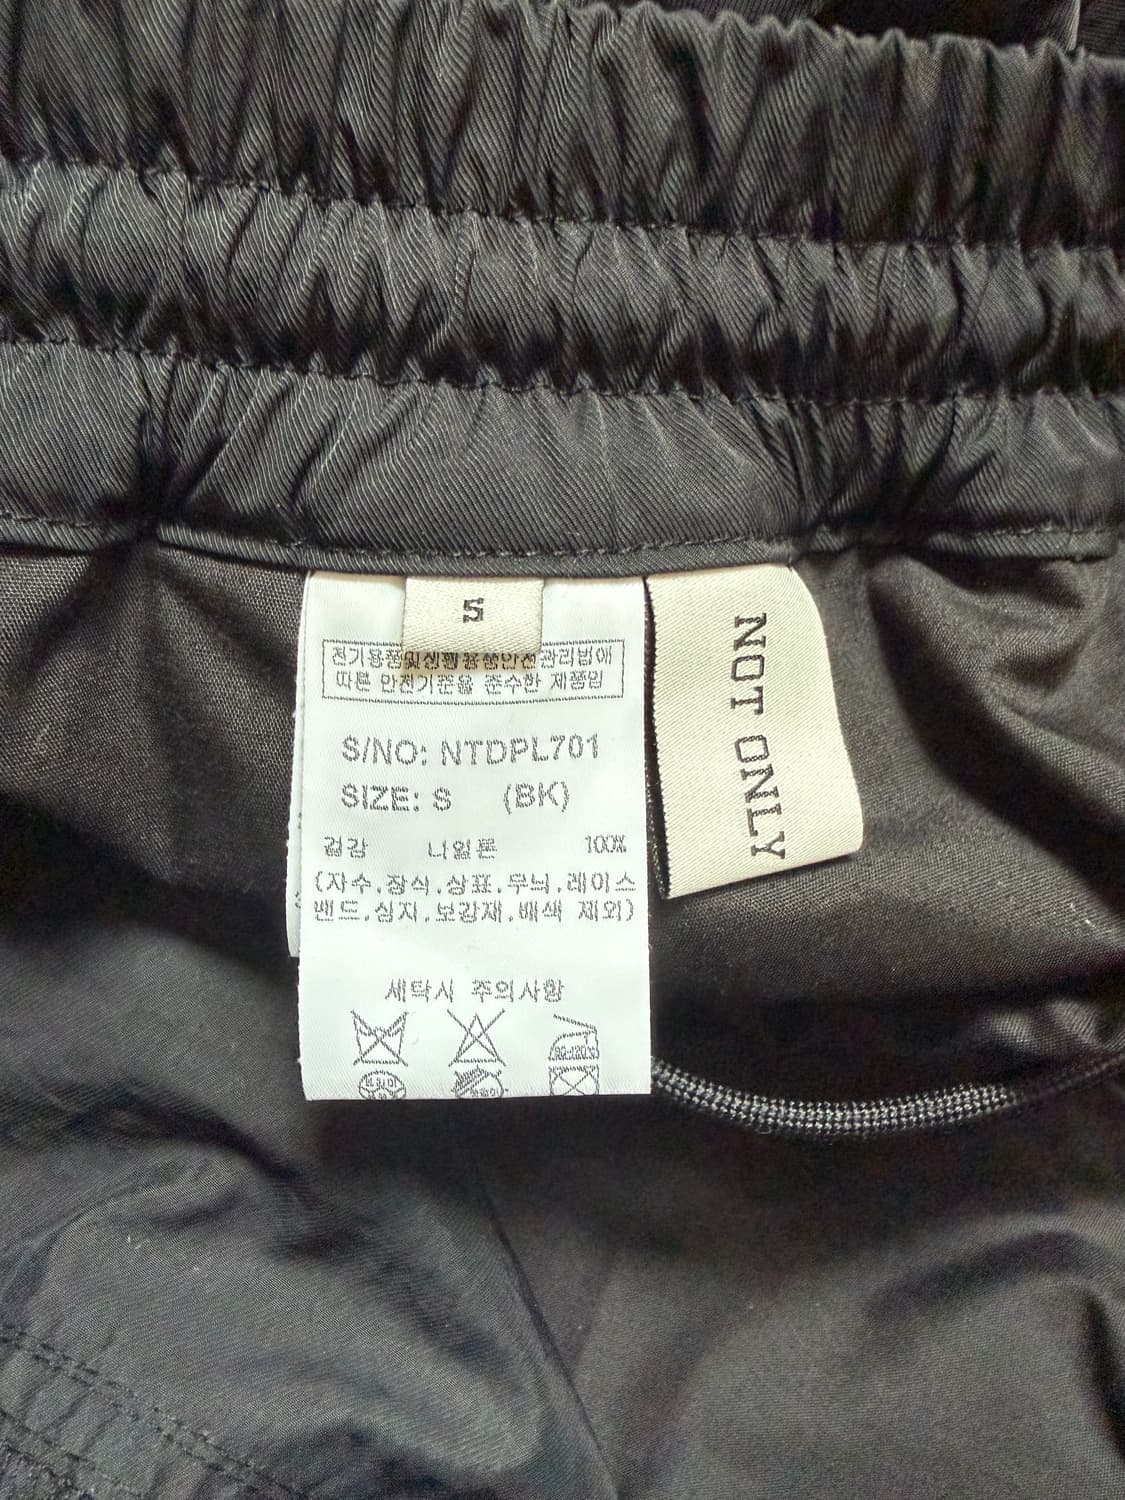 S
전기용품및생활용품안전관리법에
따른 안전기준을 준수한 제품임
S/NO: NTDPL701
SIZE: S (BK)
겉감 나일론 100%
(자수.장식.상표.무늬.레이스
밴드.심지.보강재.배색 제외)
세탁시 주의사항
NOT ONLY